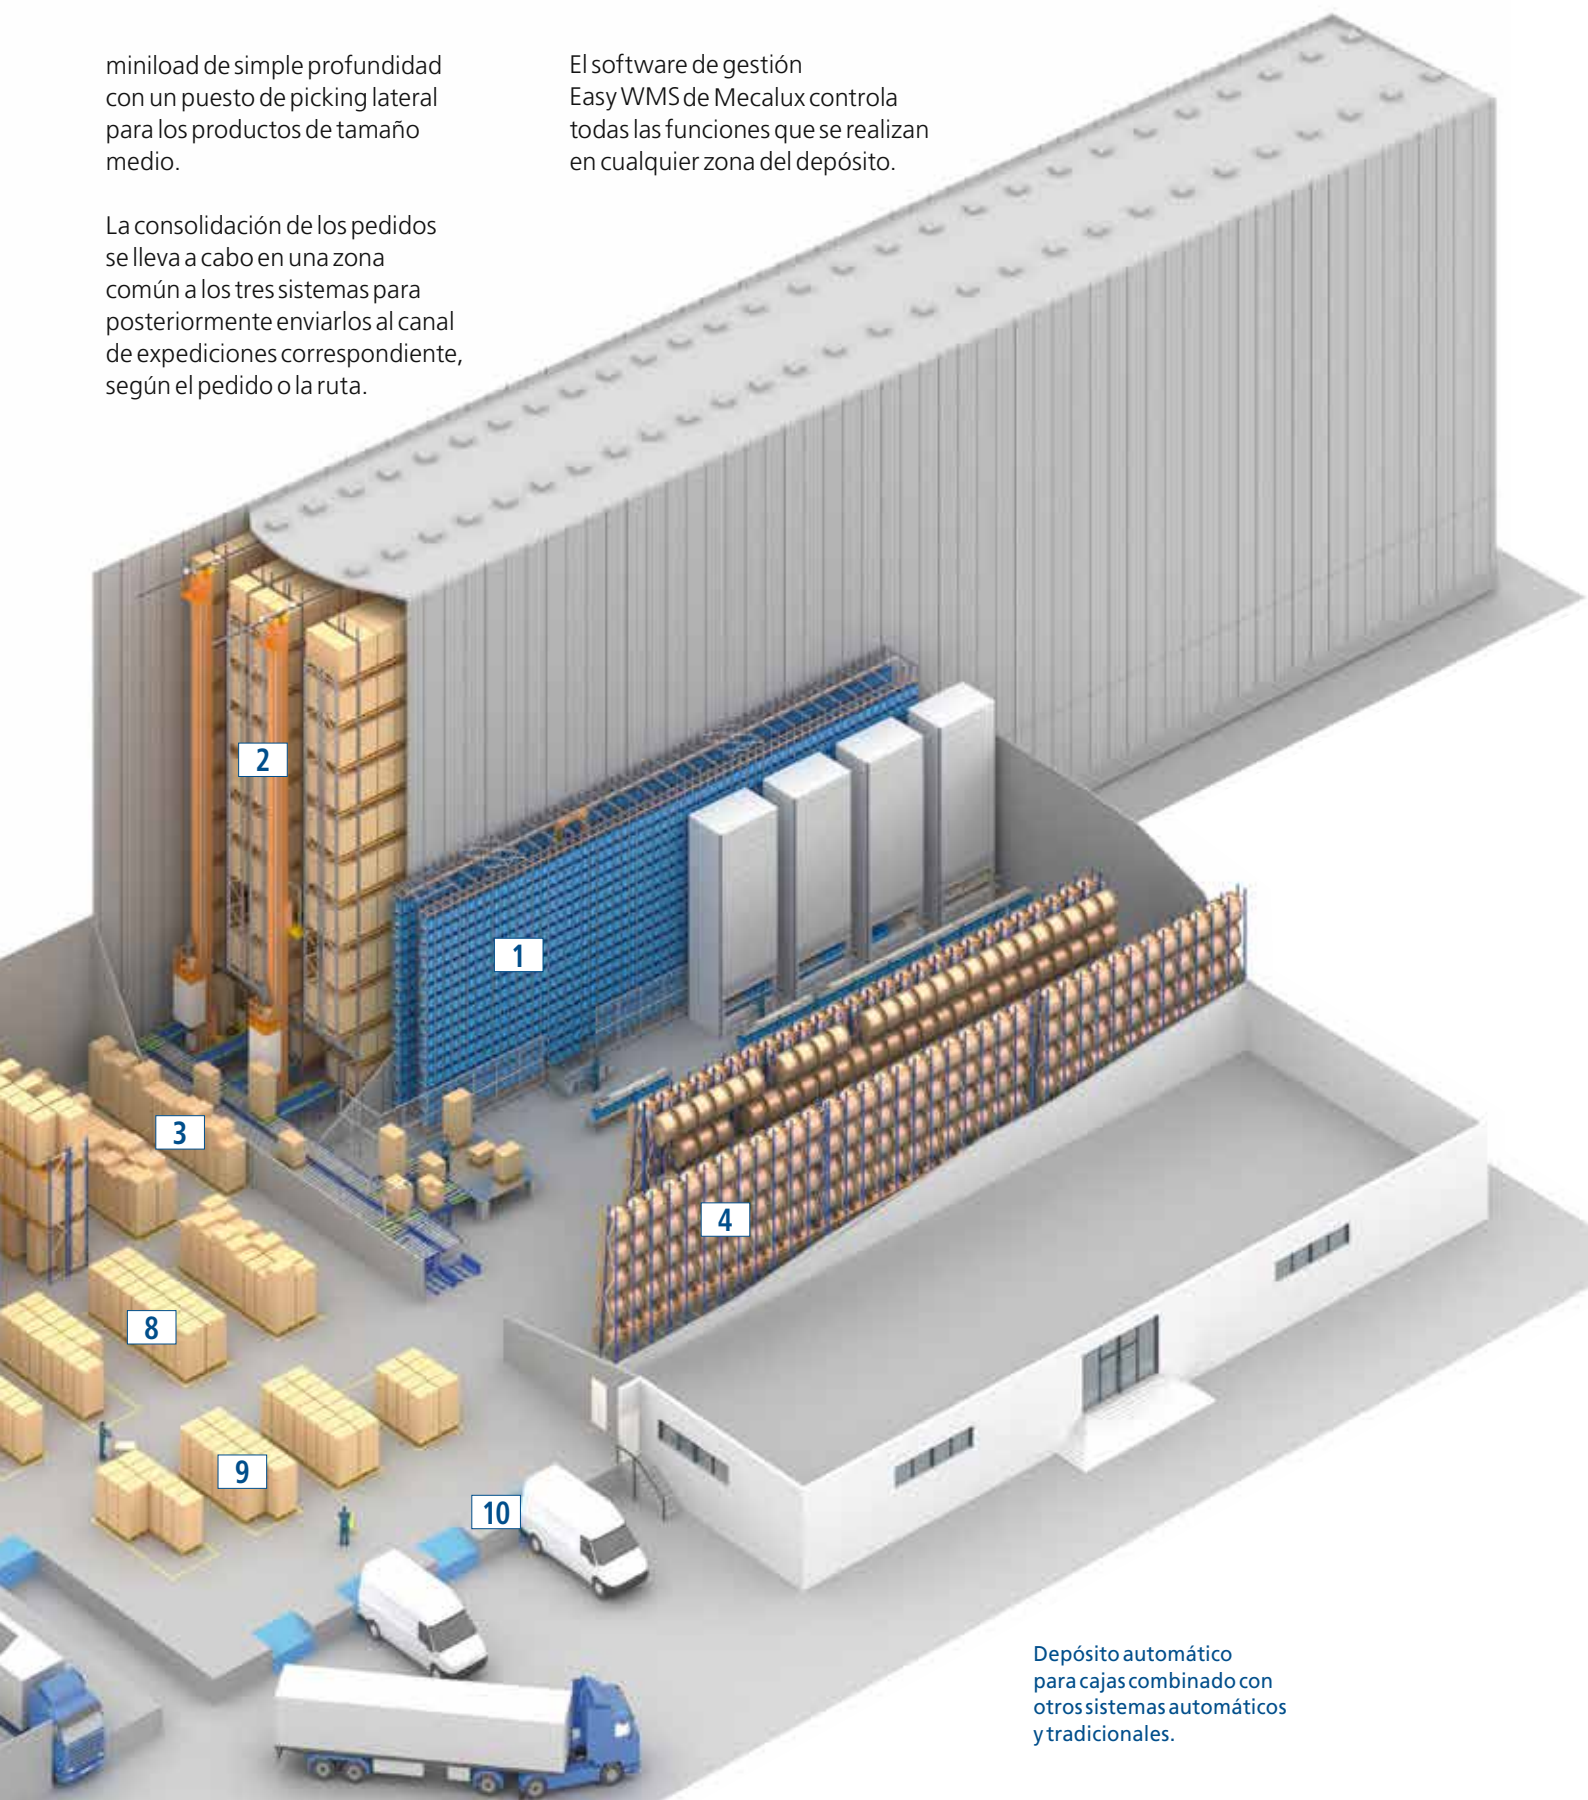 miniload de simple profundidad
con un puesto de picking lateral
para los productos de tamaño
medio.
La consolidación de los pedidos
se lleva a cabo en una zona
común a los tres sistemas para
posteriormente enviarlos al canal
de expediciones correspondiente,
según el pedido o la ruta.
El software de gestión
Easy WMS de Mecalux controla
todas las funciones que se realizan
en cualquier zona del depósito.
2
1
3
4
8
9
10
Depósito automático
para cajas combinado con
otros sistemas automáticos
y tradicionales.